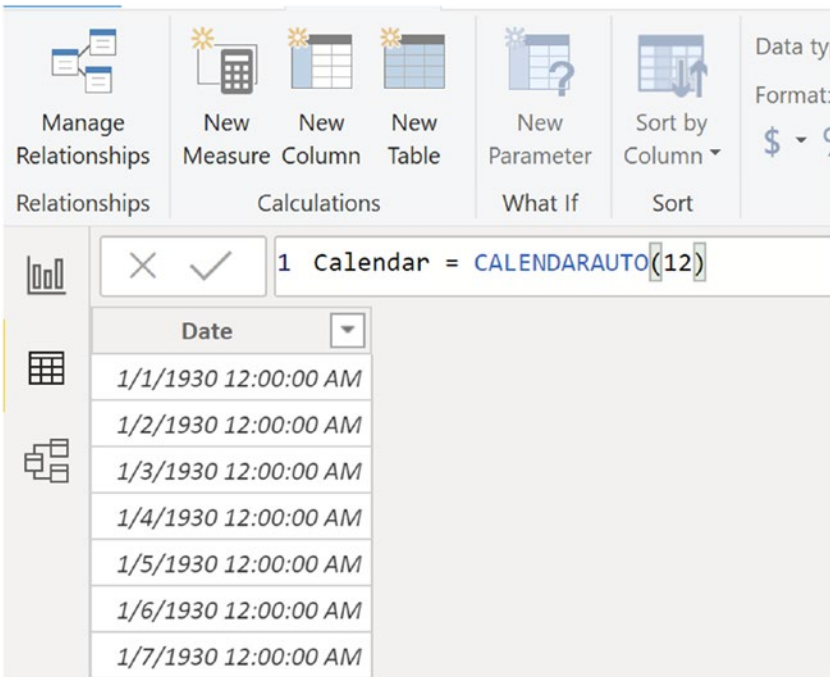 Manage Relationships
New Measure
New Column
New Table
New Parameter
Sort by Column
Data
Format:
$
Relationships
Calculations
What If
Sort
1 Calendar = CALENDARAUTO(12)
Date
1/1/1930 12:00:00 AM
1/2/1930 12:00:00 AM
1/3/1930 12:00:00 AM
1/4/1930 12:00:00 AM
1/5/1930 12:00:00 AM
1/6/1930 12:00:00 AM
1/7/1930 12:00:00 AM